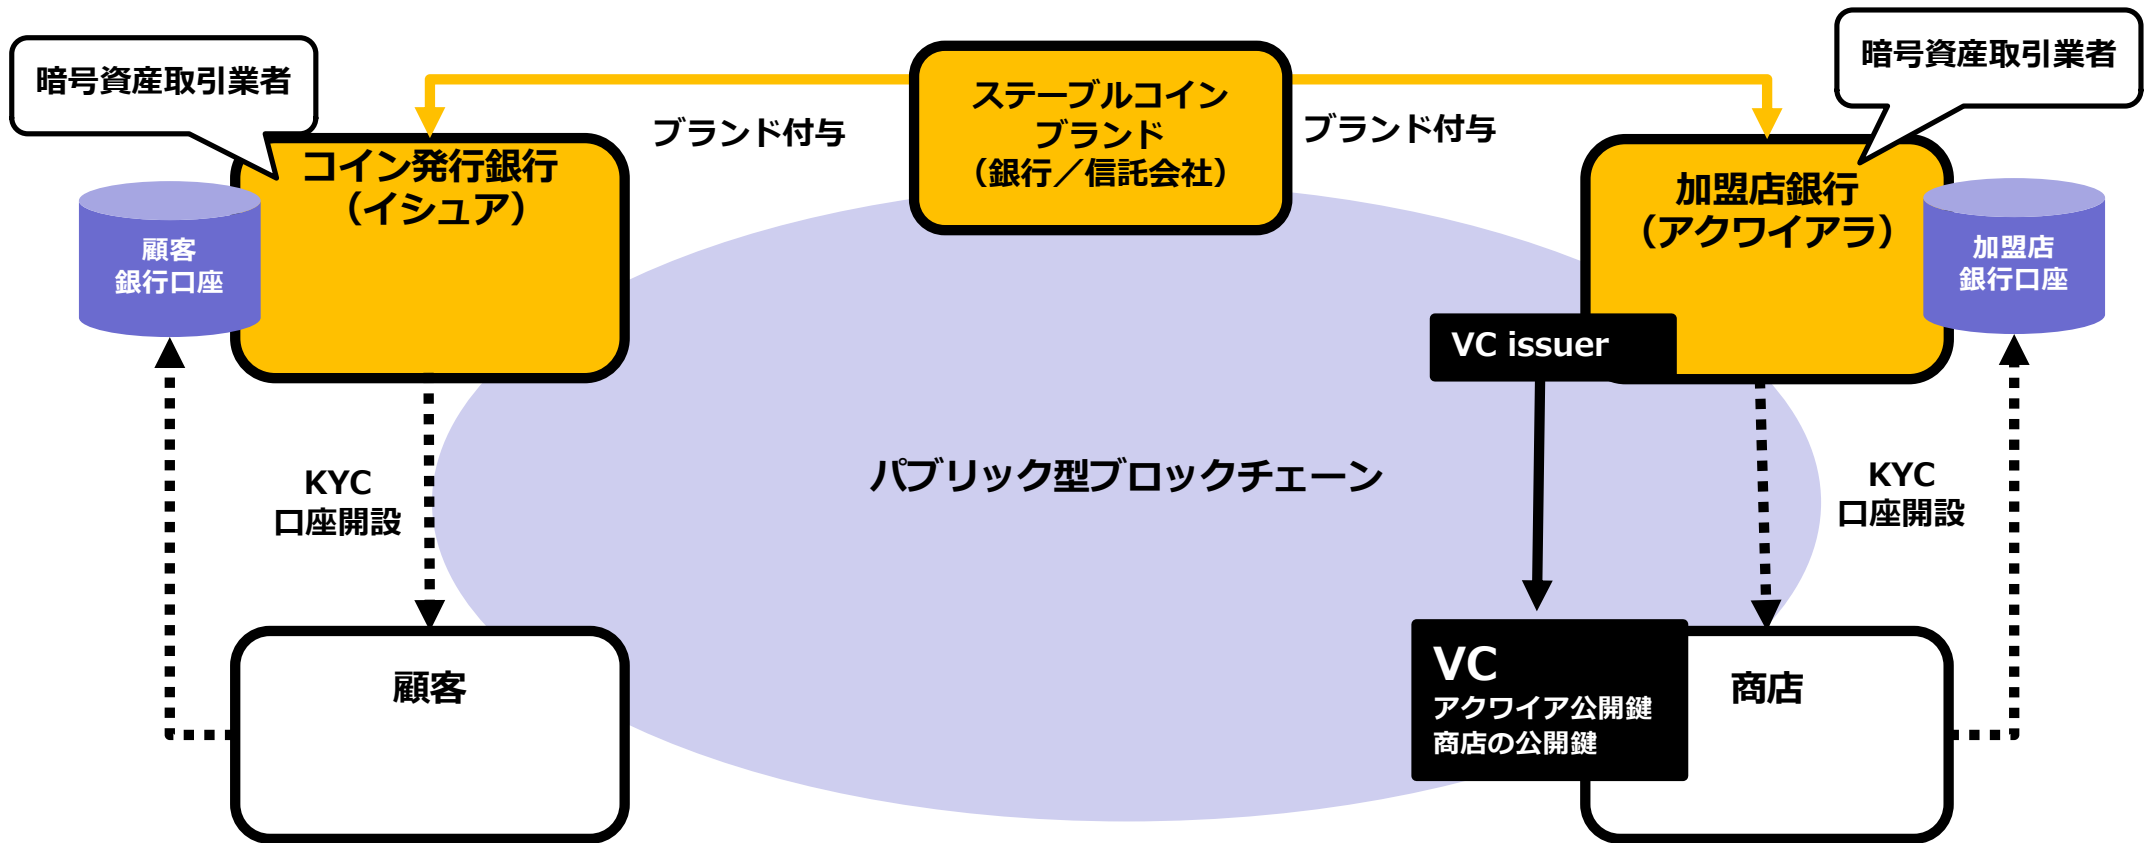 暗号資産取引業者
暗号資産取引業者
ステーブルコイン
ブランド
（銀行／信託会社）
ブランド付与
ブランド付与
コイン発行銀行
（イシュア）
加盟店銀行
（アクワイアラ）
顧客
銀行口座
加盟店
銀行口座
VC issuer
パブリック型ブロックチェーン
KYC
口座開設
KYC
口座開設
顧客
VC
アクワイア公開鍵
商店の公開鍵
商店